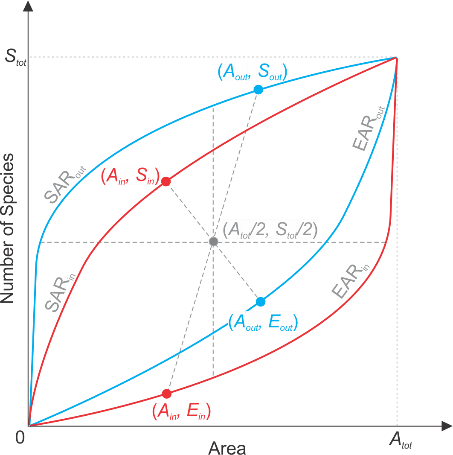 S_tot
(A_out, S_out)
EAR_out
SAR_out
(A_in, S_in)
(A_tot/2, S_tot/2)
Number of Species
SAR_in
EAR_in
(A_out, E_out)
(A_in, E_in)
0
Area
A_tot